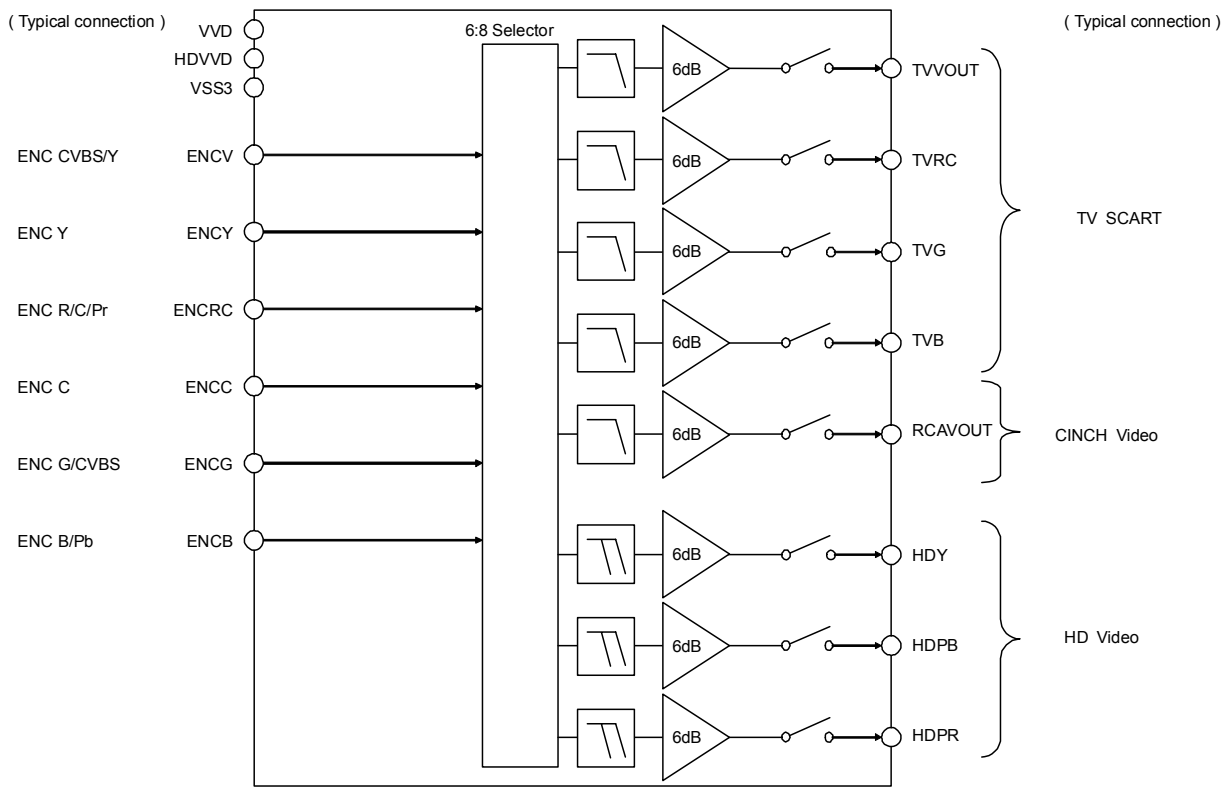 ( Typical connection )
( Typical connection )
VVD
HDVVD
VSS3
6:8 Selector
6dB
TVVOUT
ENC CVBS/Y
ENCV
6dB
TVRC
ENC Y
ENCY
6dB
TVG
TV SCART
ENC R/C/Pr
ENCRC
6dB
TVB
ENC C
ENCC
6dB
RCAVOUT
CINCH Video
ENC G/CVBS
ENCG
ENC B/Pb
ENCB
6dB
HDY
6dB
HDPB
HD Video
6dB
HDPR